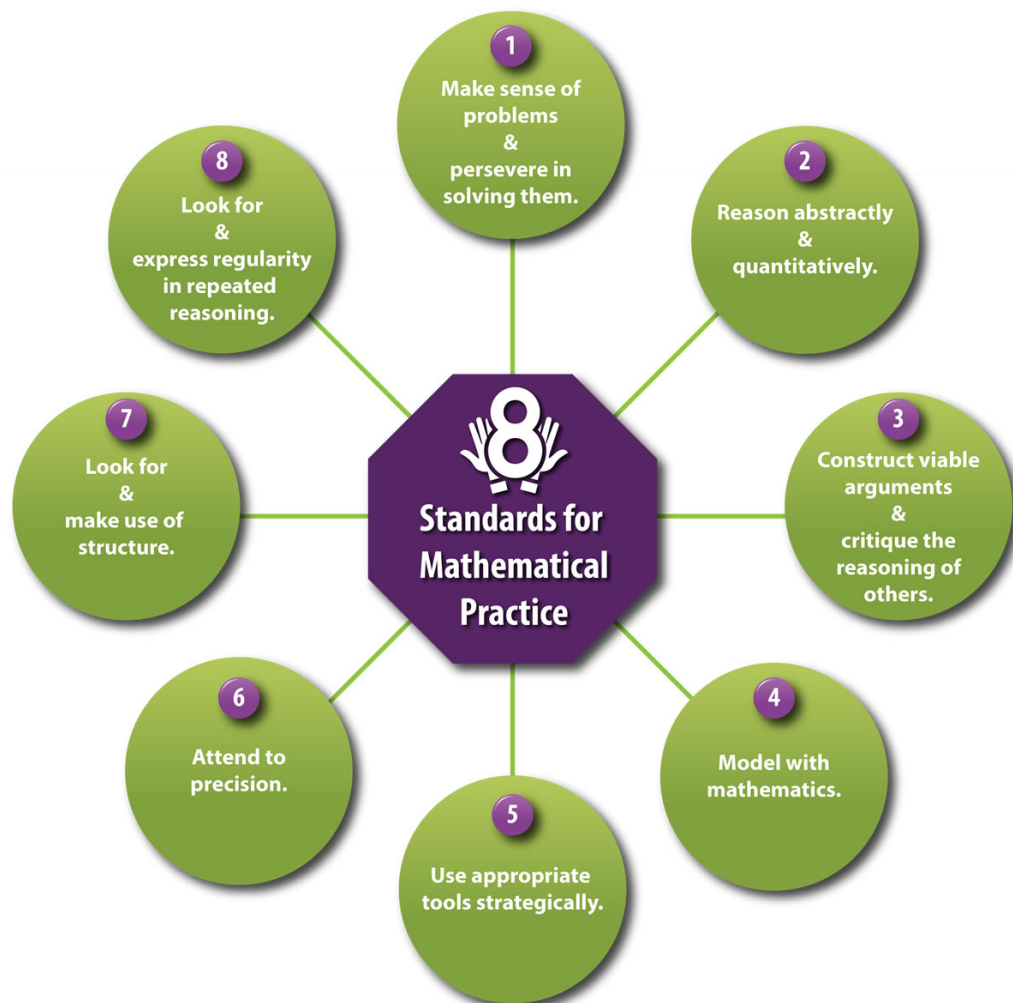 1
Make sense of
problems
&
persevere in
solving them.
2
Reason abstractly
&
quantitatively.
3
Construct viable
arguments
&
critique the
reasoning of
others.
4
Model with
mathematics.
5
Use appropriate
tools strategically.
6
Attend to
precision.
7
Look for
&
make use of
structure.
8
Look for
&
express regularity
in repeated
reasoning.
8
Standards for
Mathematical
Practice